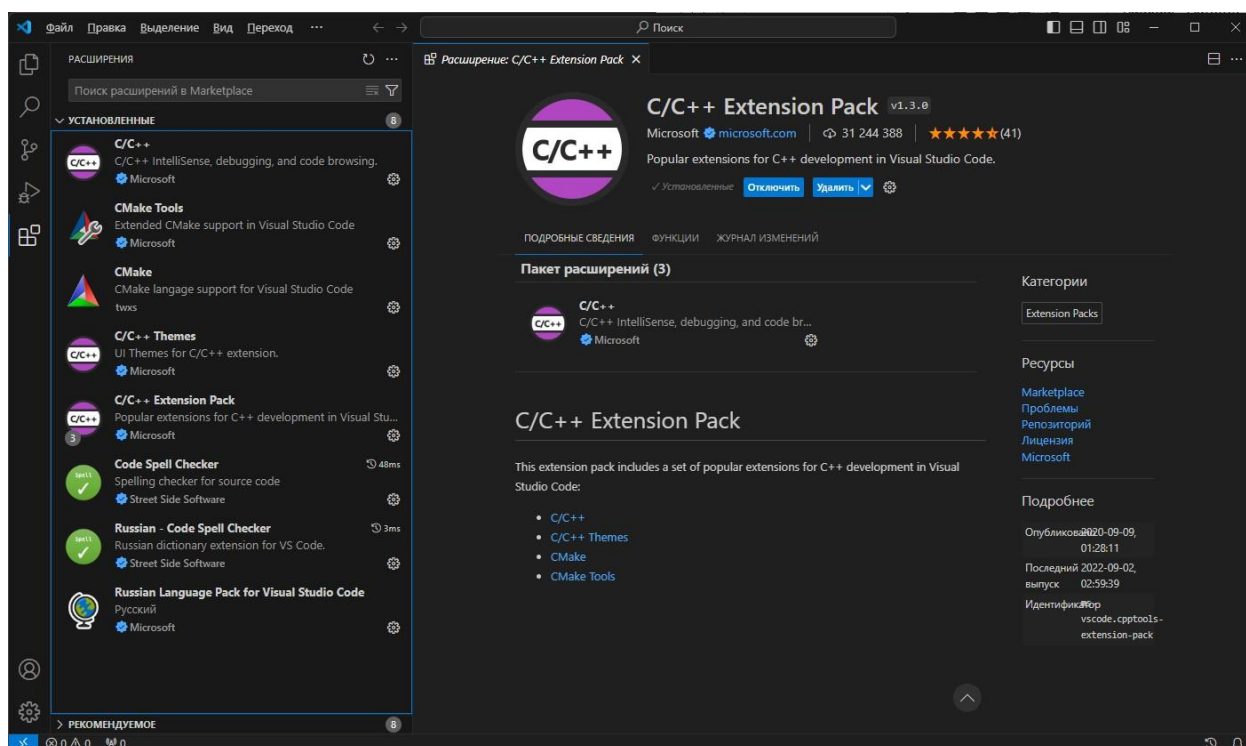 Файл Правка Выделение Вид Переход ··· Поиск
РАСШИРЕНИЯ
Поиск расширений в Marketplace
УСТАНОВЛЕННЫЕ 8
C/C++
C/C++
C/C++ IntelliSense, debugging, and code browsing.
Microsoft
CMake Tools
Extended CMake support in Visual Studio Code
Microsoft
CMake
CMake langage support for Visual Studio Code
twxs
C/C++
C/C++ Themes
UI Themes for C/C++ extension.
Microsoft
C/C++
3
C/C++ Extension Pack
Popular extensions for C++ development in Visual Stu...
Microsoft
Spell
Code Spell Checker 48ms
Spelling checker for source code
Street Side Software
Spell
Russian - Code Spell Checker 3ms
Russian dictionary extension for VS Code.
Street Side Software
Russian Language Pack for Visual Studio Code
Русский
Microsoft
РЕКОМЕНДУЕМОЕ 8
0 0 0
Расширение: C/C++ Extension Pack
C/C++
C/C++ Extension Pack v1.3.0
Microsoft microsoft.com 31 244 388 (41)
Popular extensions for C++ development in Visual Studio Code.
Установленные Отключить Удалить
ПОДРОБНЫЕ СВЕДЕНИЯ ФУНКЦИИ ЖУРНАЛ ИЗМЕНЕНИЙ
Пакет расширений (3)
C/C++
C/C++
C/C++ IntelliSense, debugging, and code br...
Microsoft
C/C++ Extension Pack
This extension pack includes a set of popular extensions for C++ development in Visual
Studio Code:
C/C++
C/C++ Themes
CMake
CMake Tools
Категории
Extension Packs
Ресурсы
Marketplace
Проблемы
Репозиторий
Лицензия
Microsoft
Подробнее
Опубликовано 2020-09-09,
01:28:11
Последний 2022-09-02,
выпуск 02:59:39
Идентификатор
vscode.cpptools-
extension-pack